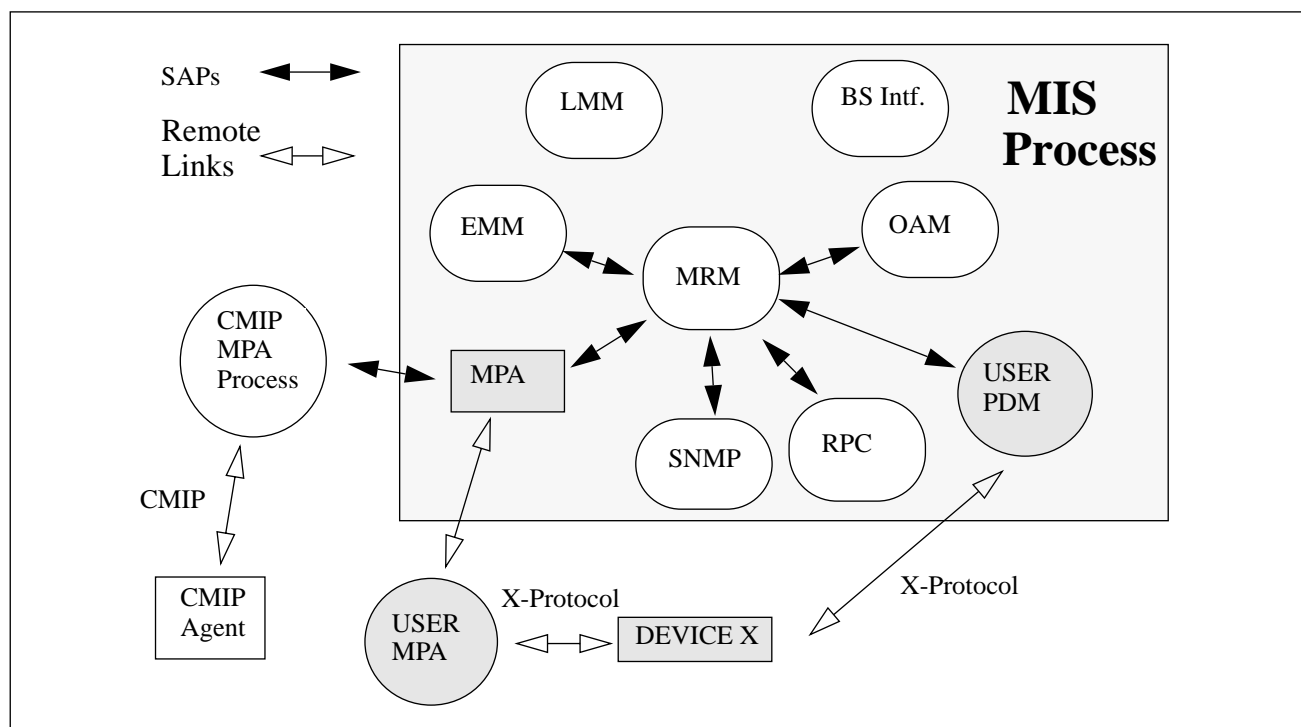 SAPs
Remote
Links
LMM
BS Intf.
MIS
Process
EMM
OAM
MRM
CMIP
MPA
Process
MPA
USER
PDM
SNMP
RPC
CMIP
CMIP
Agent
USER
MPA
X-Protocol
DEVICE X
X-Protocol